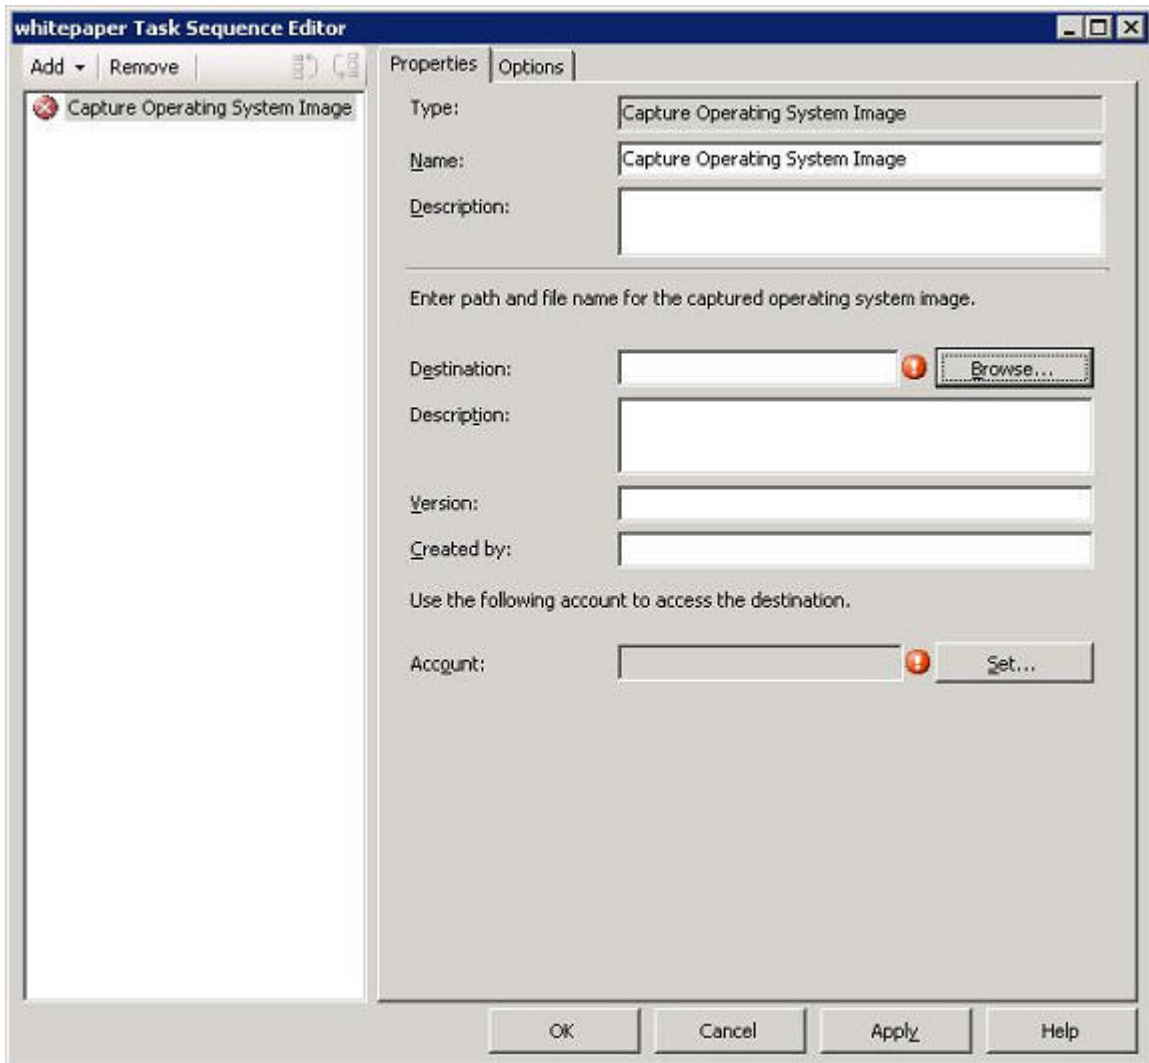 whitepaper Task Sequence Editor
Add Remove
Capture Operating System Image
Properties Options
Type: Capture Operating System Image
Name: Capture Operating System Image
Description:
Enter path and file name for the captured operating system image.
Destination: Browse...
Description:
Version:
Created by:
Use the following account to access the destination.
Account: Set...
OK Cancel Apply Help